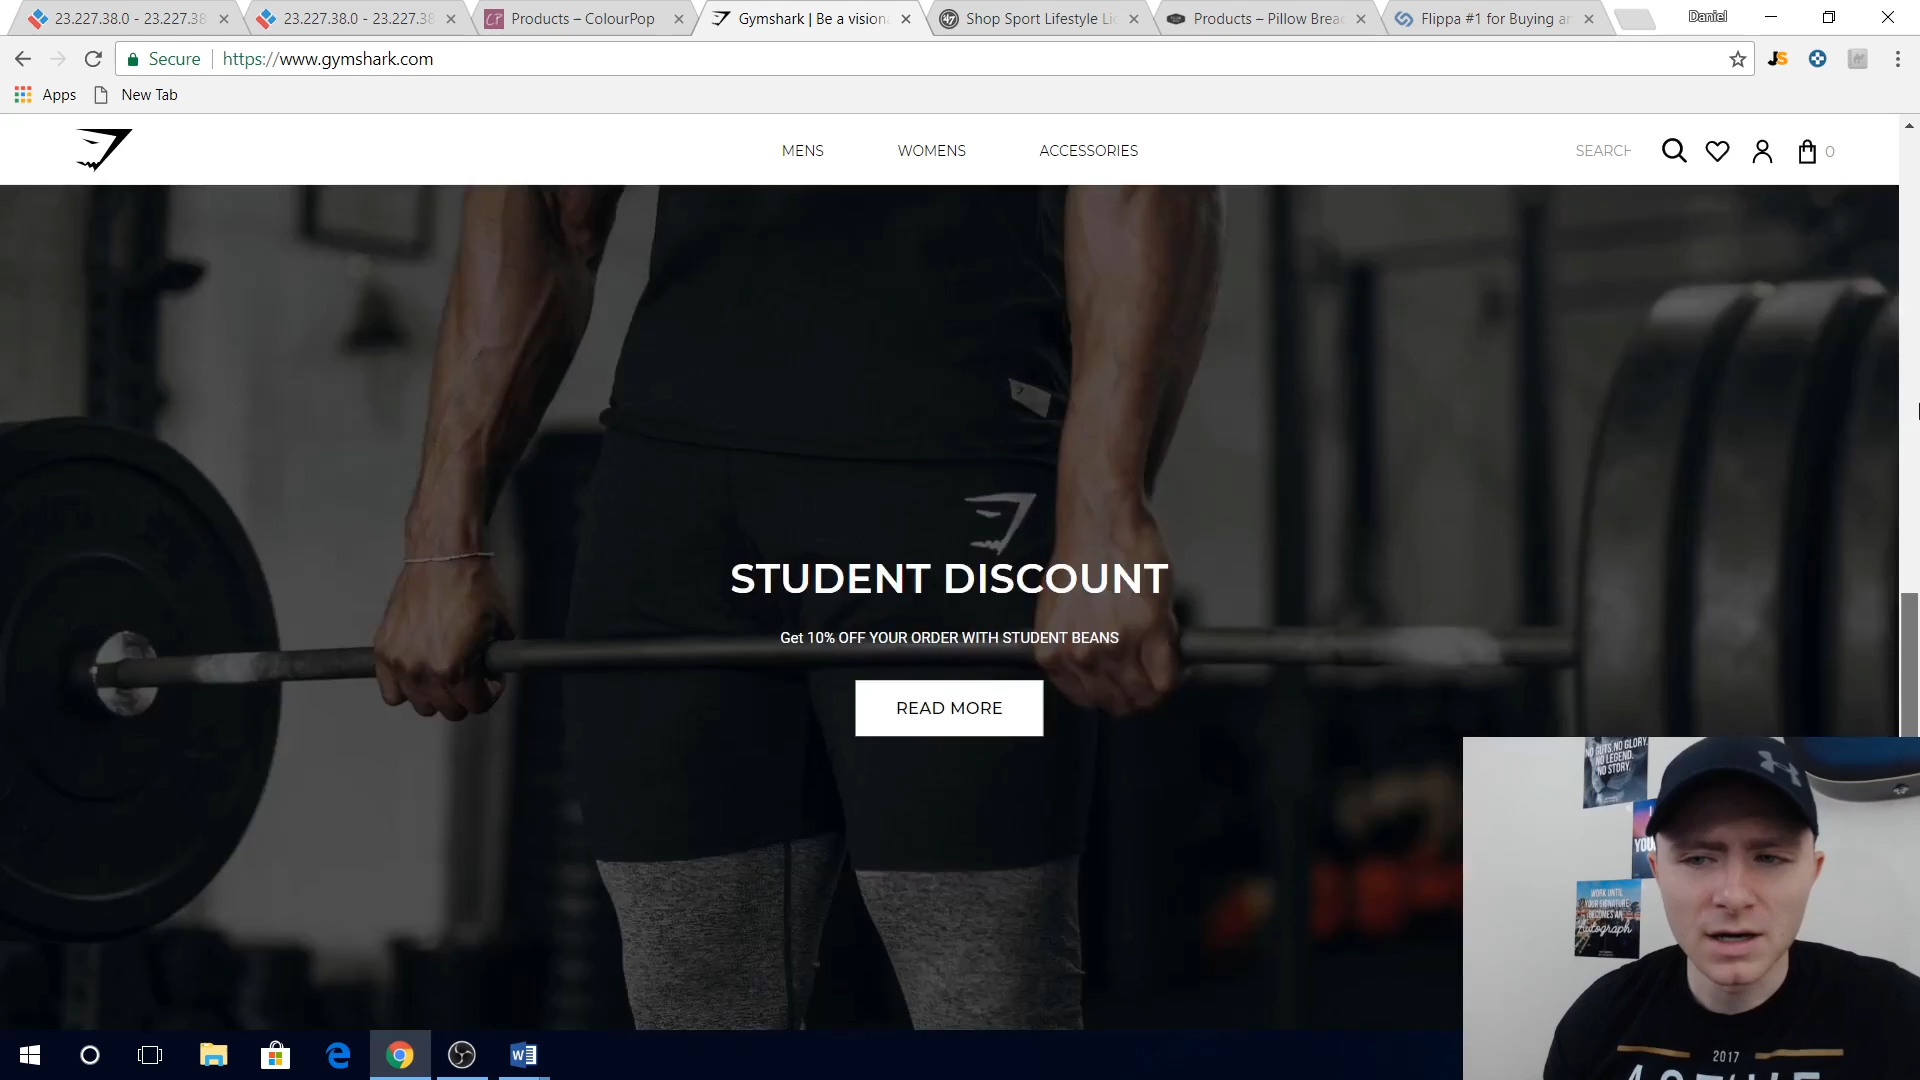 23.227.38.0 - 23.227.38
23.227.38.0 - 23.227.38
Products – ColourPop
Gymshark | Be a vision
Shop Sport Lifestyle Li
Products – Pillow Brea
Flippa #1 for Buying a
Daniel
Secure
https://www.gymshark.com
Apps
New Tab
MENS
WOMENS
ACCESSORIES
SEARCH
0
STUDENT DISCOUNT
Get 10% OFF YOUR ORDER WITH STUDENT BEANS
READ MORE
NO GUTS. NO GLORY.
NO LEGEND.
NO STORY.
YOU
WORK UNTIL
YOUR SIGNATURE
BECOMES AN
Autograph
2017